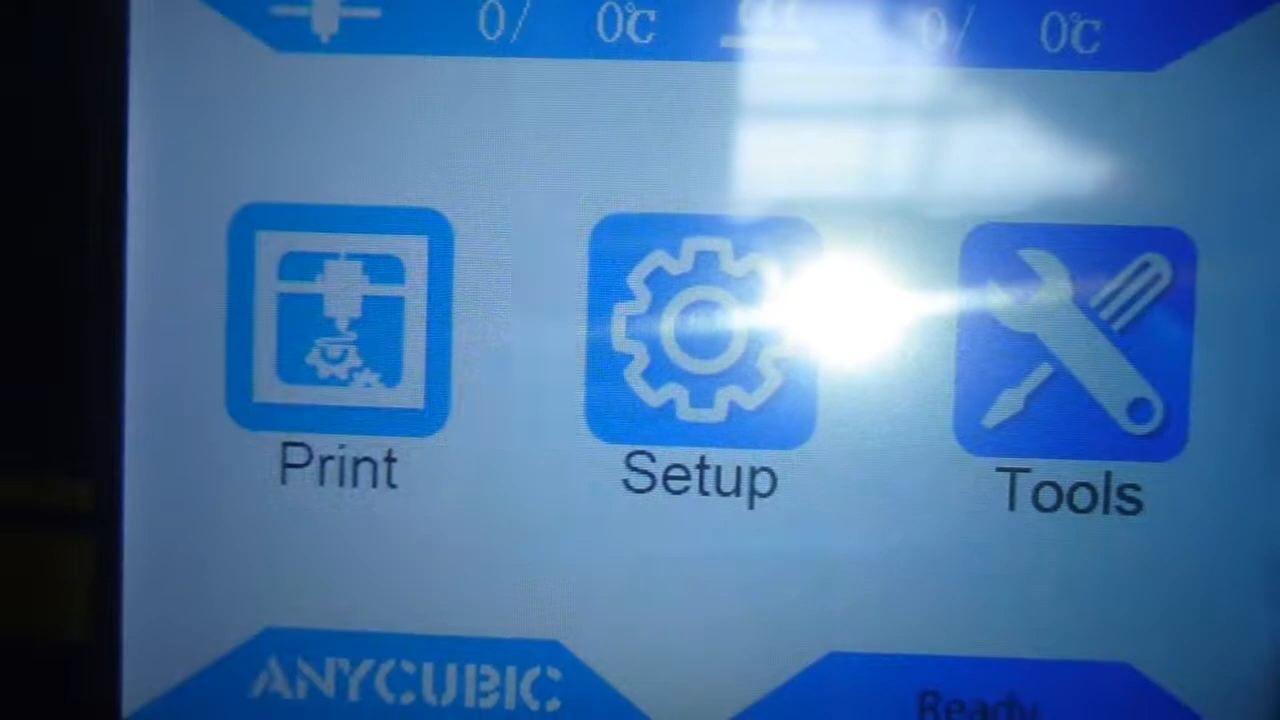 0/ 0℃ 0/ 0℃
Print Setup Tools
ANYCUBIC Ready